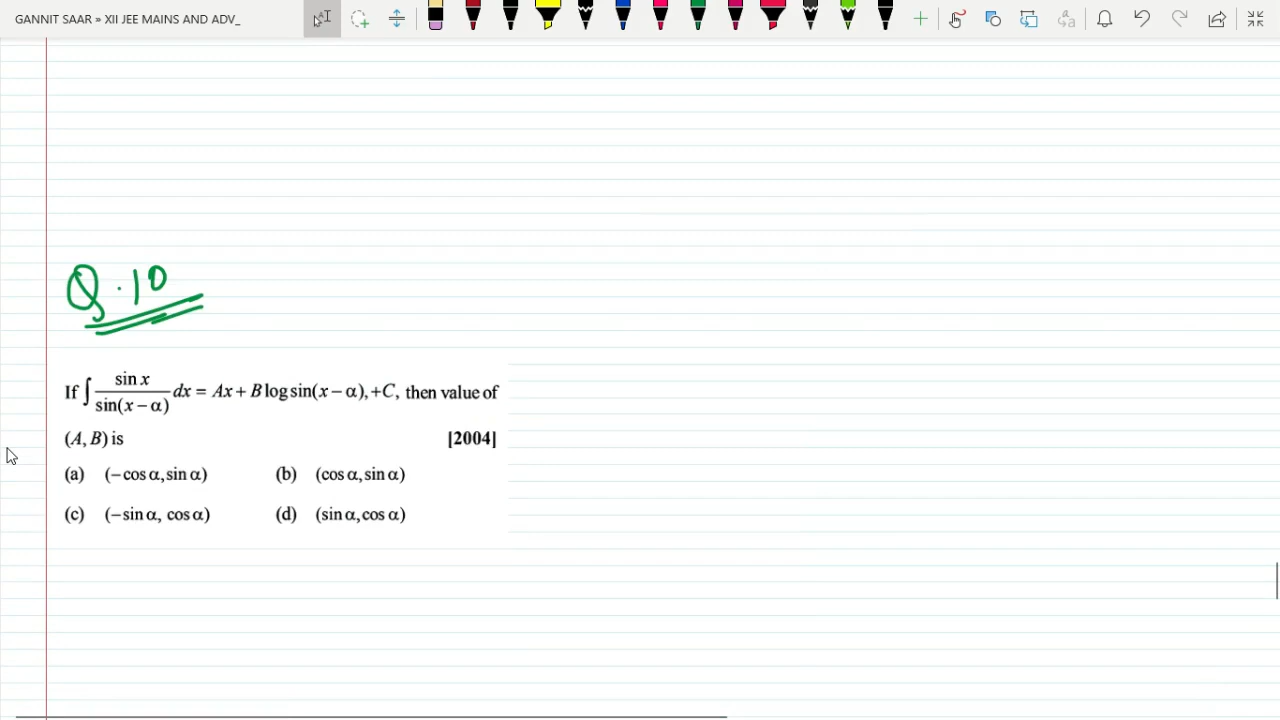 GANNIT SAAR » XII JEE MAINS AND ADV_
Q.10
If ∫ sin x / sin(x − α) dx = Ax + B log sin(x − α), +C, then value of
(A, B) is [2004]
(a) (− cos α, sin α) (b) (cos α, sin α)
(c) (− sin α, cos α) (d) (sin α, cos α)